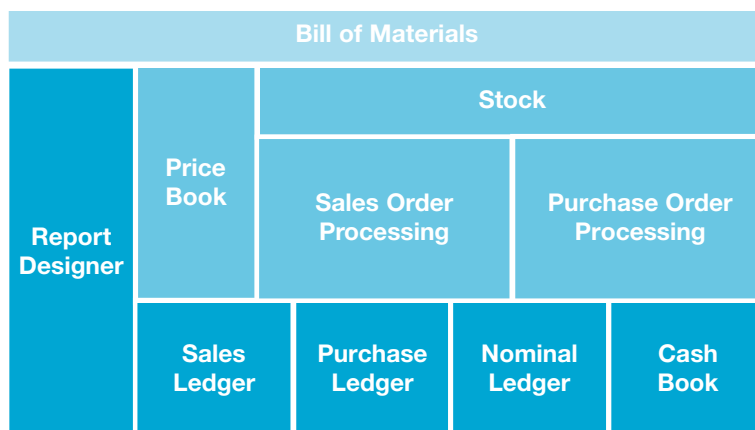 Bill of Materials
Stock
Price
Book
Sales Order
Processing
Purchase Order
Processing
Report
Designer
Sales
Ledger
Purchase
Ledger
Nominal
Ledger
Cash
Book